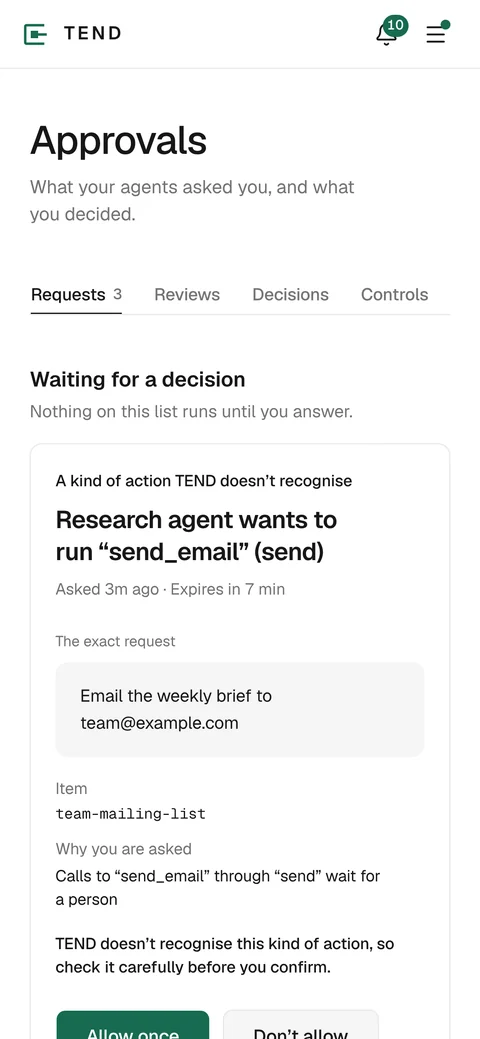 TEND
10
Approvals
What your agents asked you, and what
you decided.
Requests 3 Reviews Decisions Controls
Waiting for a decision
Nothing on this list runs until you answer.
A kind of action TEND doesn’t recognise
Research agent wants to
run “send_email” (send)
Asked 3m ago · Expires in 7 min
The exact request
Email the weekly brief to
team@example.com
Item
team-mailing-list
Why you are asked
Calls to “send_email” through “send” wait for
a person
TEND doesn’t recognise this kind of action, so
check it carefully before you confirm.
Allow once Don’t allow